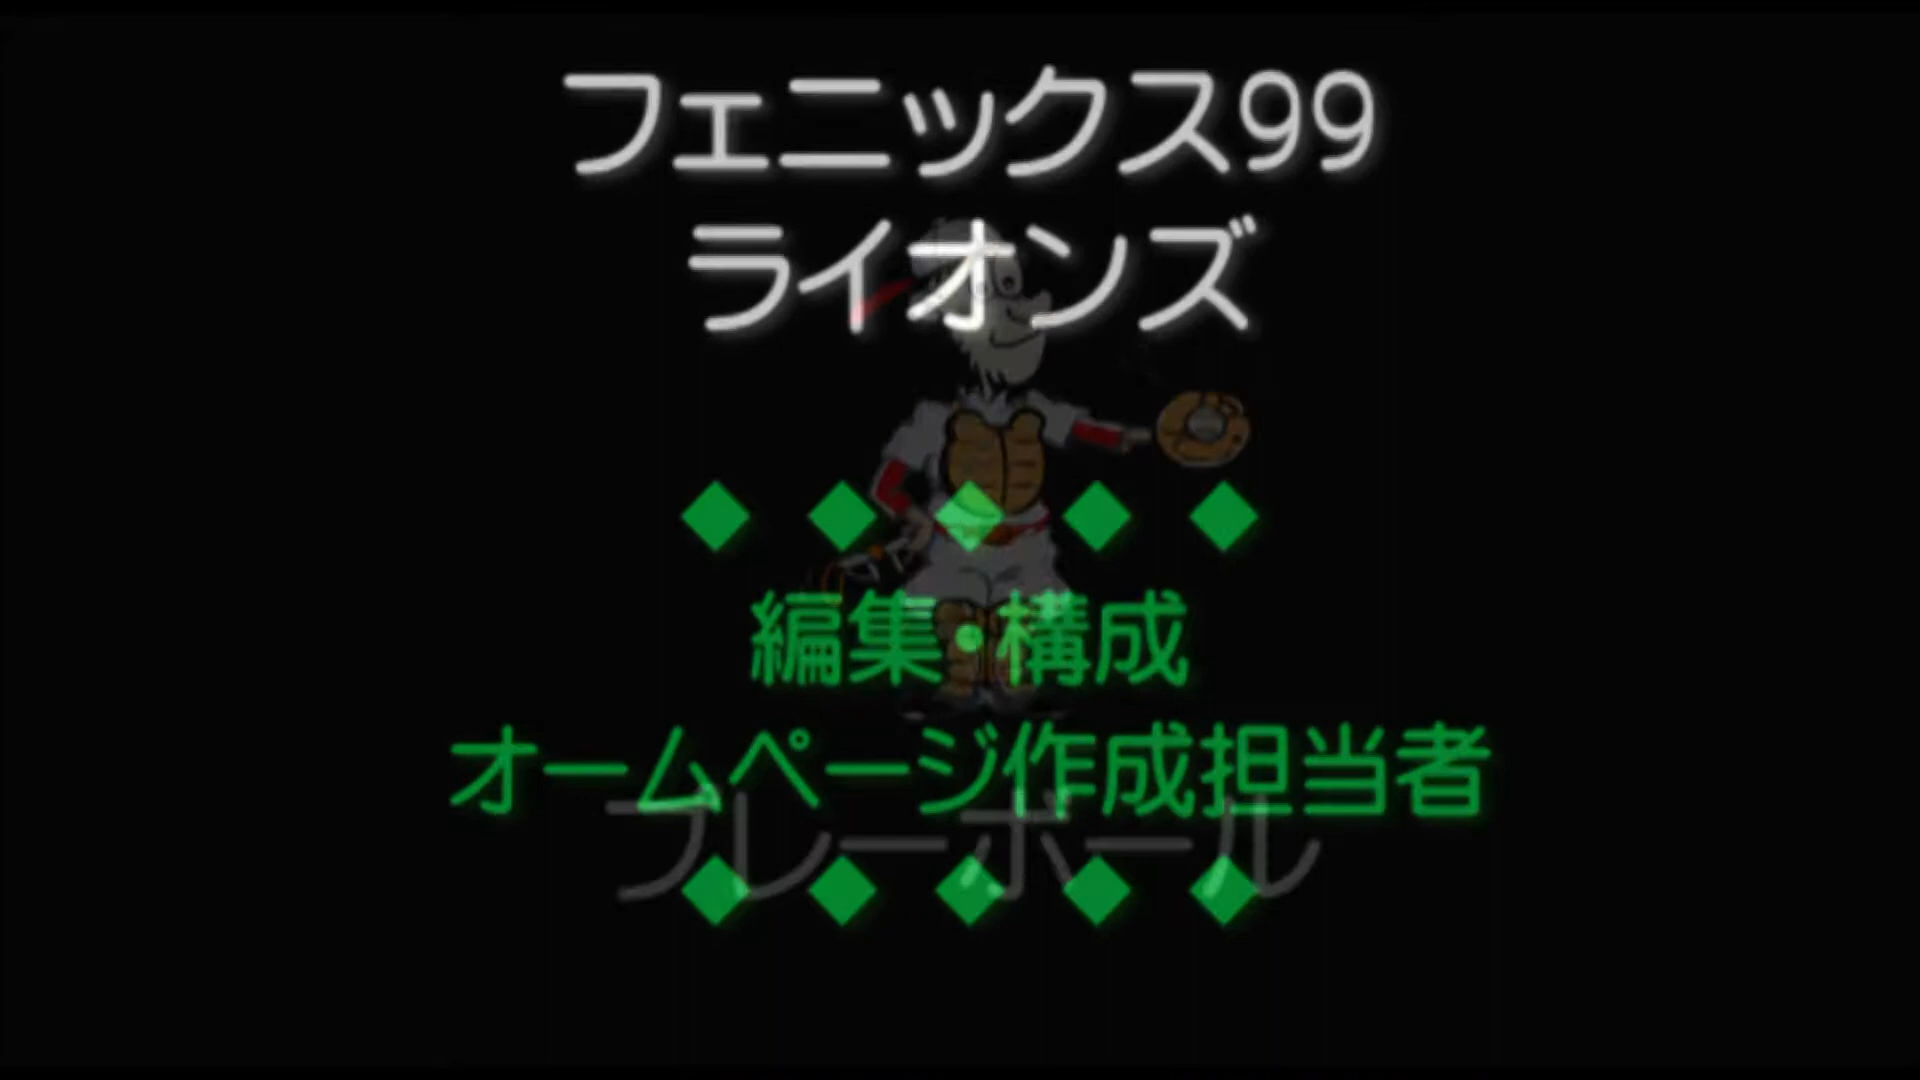 フェニックス99
ライオンズ
◆ ◆ ◆ ◆ ◆
編集・構成
オームページ作成担当者
プレーボール
◆ ◆ ◆ ◆ ◆